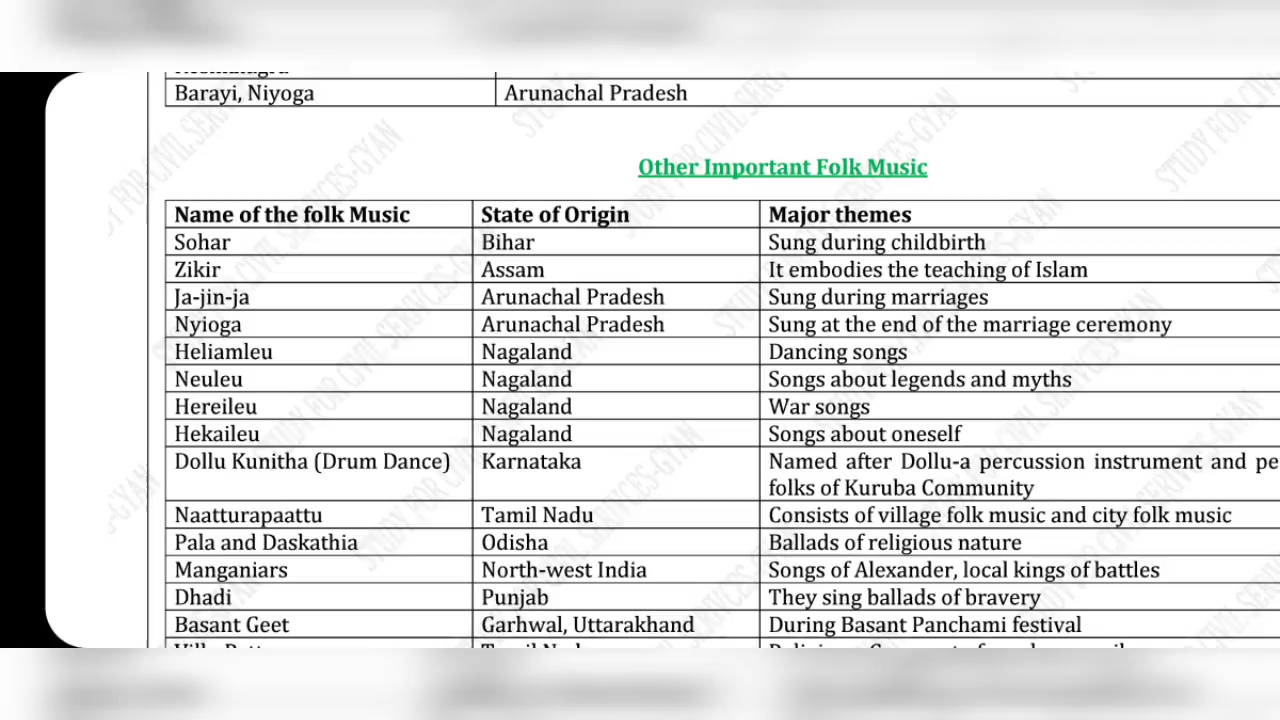 Barayi, Niyoga Arunachal Pradesh
Other Important Folk Music
Name of the folk Music State of Origin Major themes
Sohar Bihar Sung during childbirth
Zikir Assam It embodies the teaching of Islam
Ja-jin-ja Arunachal Pradesh Sung during marriages
Nyioga Arunachal Pradesh Sung at the end of the marriage ceremony
Heliamleu Nagaland Dancing songs
Neuleu Nagaland Songs about legends and myths
Hereileu Nagaland War songs
Hekaileu Nagaland Songs about oneself
Dollu Kunitha (Drum Dance) Karnataka Named after Dollu-a percussion instrument and pe
folks of Kuruba Community
Naatturapaattu Tamil Nadu Consists of village folk music and city folk music
Pala and Daskathia Odisha Ballads of religious nature
Manganiars North-west India Songs of Alexander, local kings of battles
Dhadi Punjab They sing ballads of bravery
Basant Geet Garhwal, Uttarakhand During Basant Panchami festival